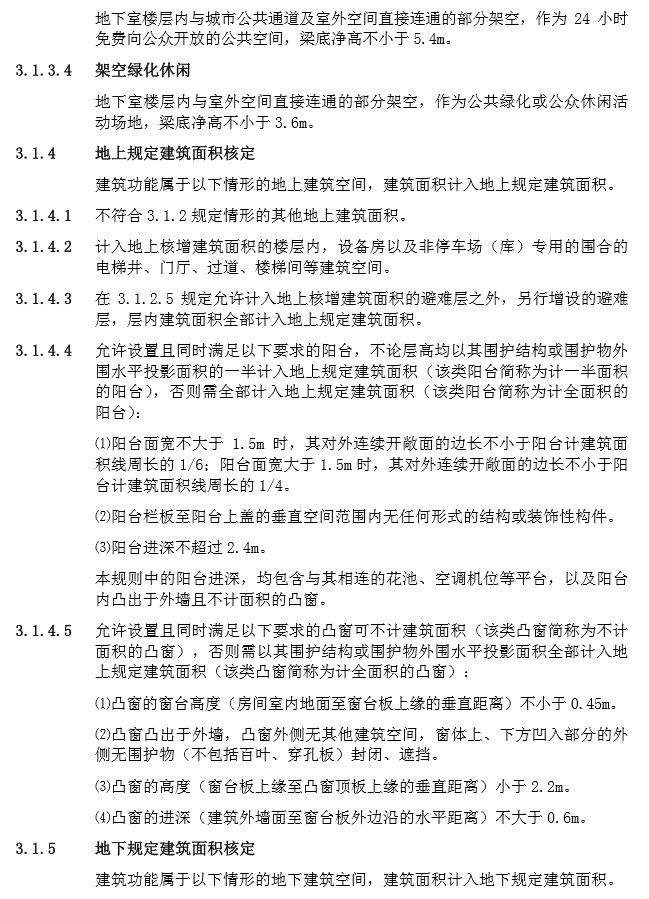 地下室楼层内与城市公共通道及室外空间直接连通的部分架空，作为 24 小时
免费向公众开放的公共空间，梁底净高不小于 5.4m。
3.1.3.4 架空绿化休闲
地下室楼层内与室外空间直接连通的部分架空，作为公共绿化或公众休闲活
动场地，梁底净高不小于 3.6m。
3.1.4 地上规定建筑面积核定
建筑功能属于以下情形的地上建筑空间，建筑面积计入地上规定建筑面积。
3.1.4.1 不符合 3.1.2 规定情形的其他地上建筑面积。
3.1.4.2 计入地上核增建筑面积的楼层内，设备房以及非停车场（库）专用的围合的
电梯井、门厅、过道、楼梯间等建筑空间。
3.1.4.3 在 3.1.2.5 规定允许计入地上核增建筑面积的避难层之外，另行增设的避难
层，层内建筑面积全部计入地上规定建筑面积。
3.1.4.4 允许设置且同时满足以下要求的阳台，不论层高均以其围护结构或围护物外
围水平投影面积的一半计入地上规定建筑面积（该类阳台简称为计一半面积
的阳台），否则需全部计入地上规定建筑面积（该类阳台简称为计全面积的
阳台）：
⑴阳台面宽不大于 1.5m 时，其对外连续开敞面的边长不小于阳台计建筑面
积线周长的 1/6；阳台面宽大于 1.5m 时，其对外连续开敞面的边长不小于阳
台计建筑面积线周长的 1/4。
⑵阳台栏板至阳台上盖的垂直空间范围内无任何形式的结构或装饰性构件。
⑶阳台进深不超过 2.4m。
本规则中的阳台进深，均包含与其相连的花池、空调机位等平台，以及阳台
内凸出于外墙且不计面积的凸窗。
3.1.4.5 允许设置且同时满足以下要求的凸窗可不计建筑面积（该类凸窗简称为不计
面积的凸窗），否则需以其围护结构或围护物外围水平投影面积全部计入地
上规定建筑面积（该类凸窗简称为计全面积的凸窗）：
⑴凸窗的窗台高度（房间室内地面至窗台板上缘的垂直距离）不小于 0.45m。
⑵凸窗凸出于外墙，凸窗外侧无其他建筑空间，窗体上、下方凹入部分的外
侧无围护物（不包括百叶、穿孔板）封闭、遮挡。
⑶凸窗的高度（窗台板上缘至凸窗顶板上缘的垂直距离）小于 2.2m。
⑷凸窗的进深（建筑外墙面至窗台板外边沿的水平距离）不大于 0.6m。
3.1.5 地下规定建筑面积核定
建筑功能属于以下情形的地下建筑空间，建筑面积计入地下规定建筑面积。